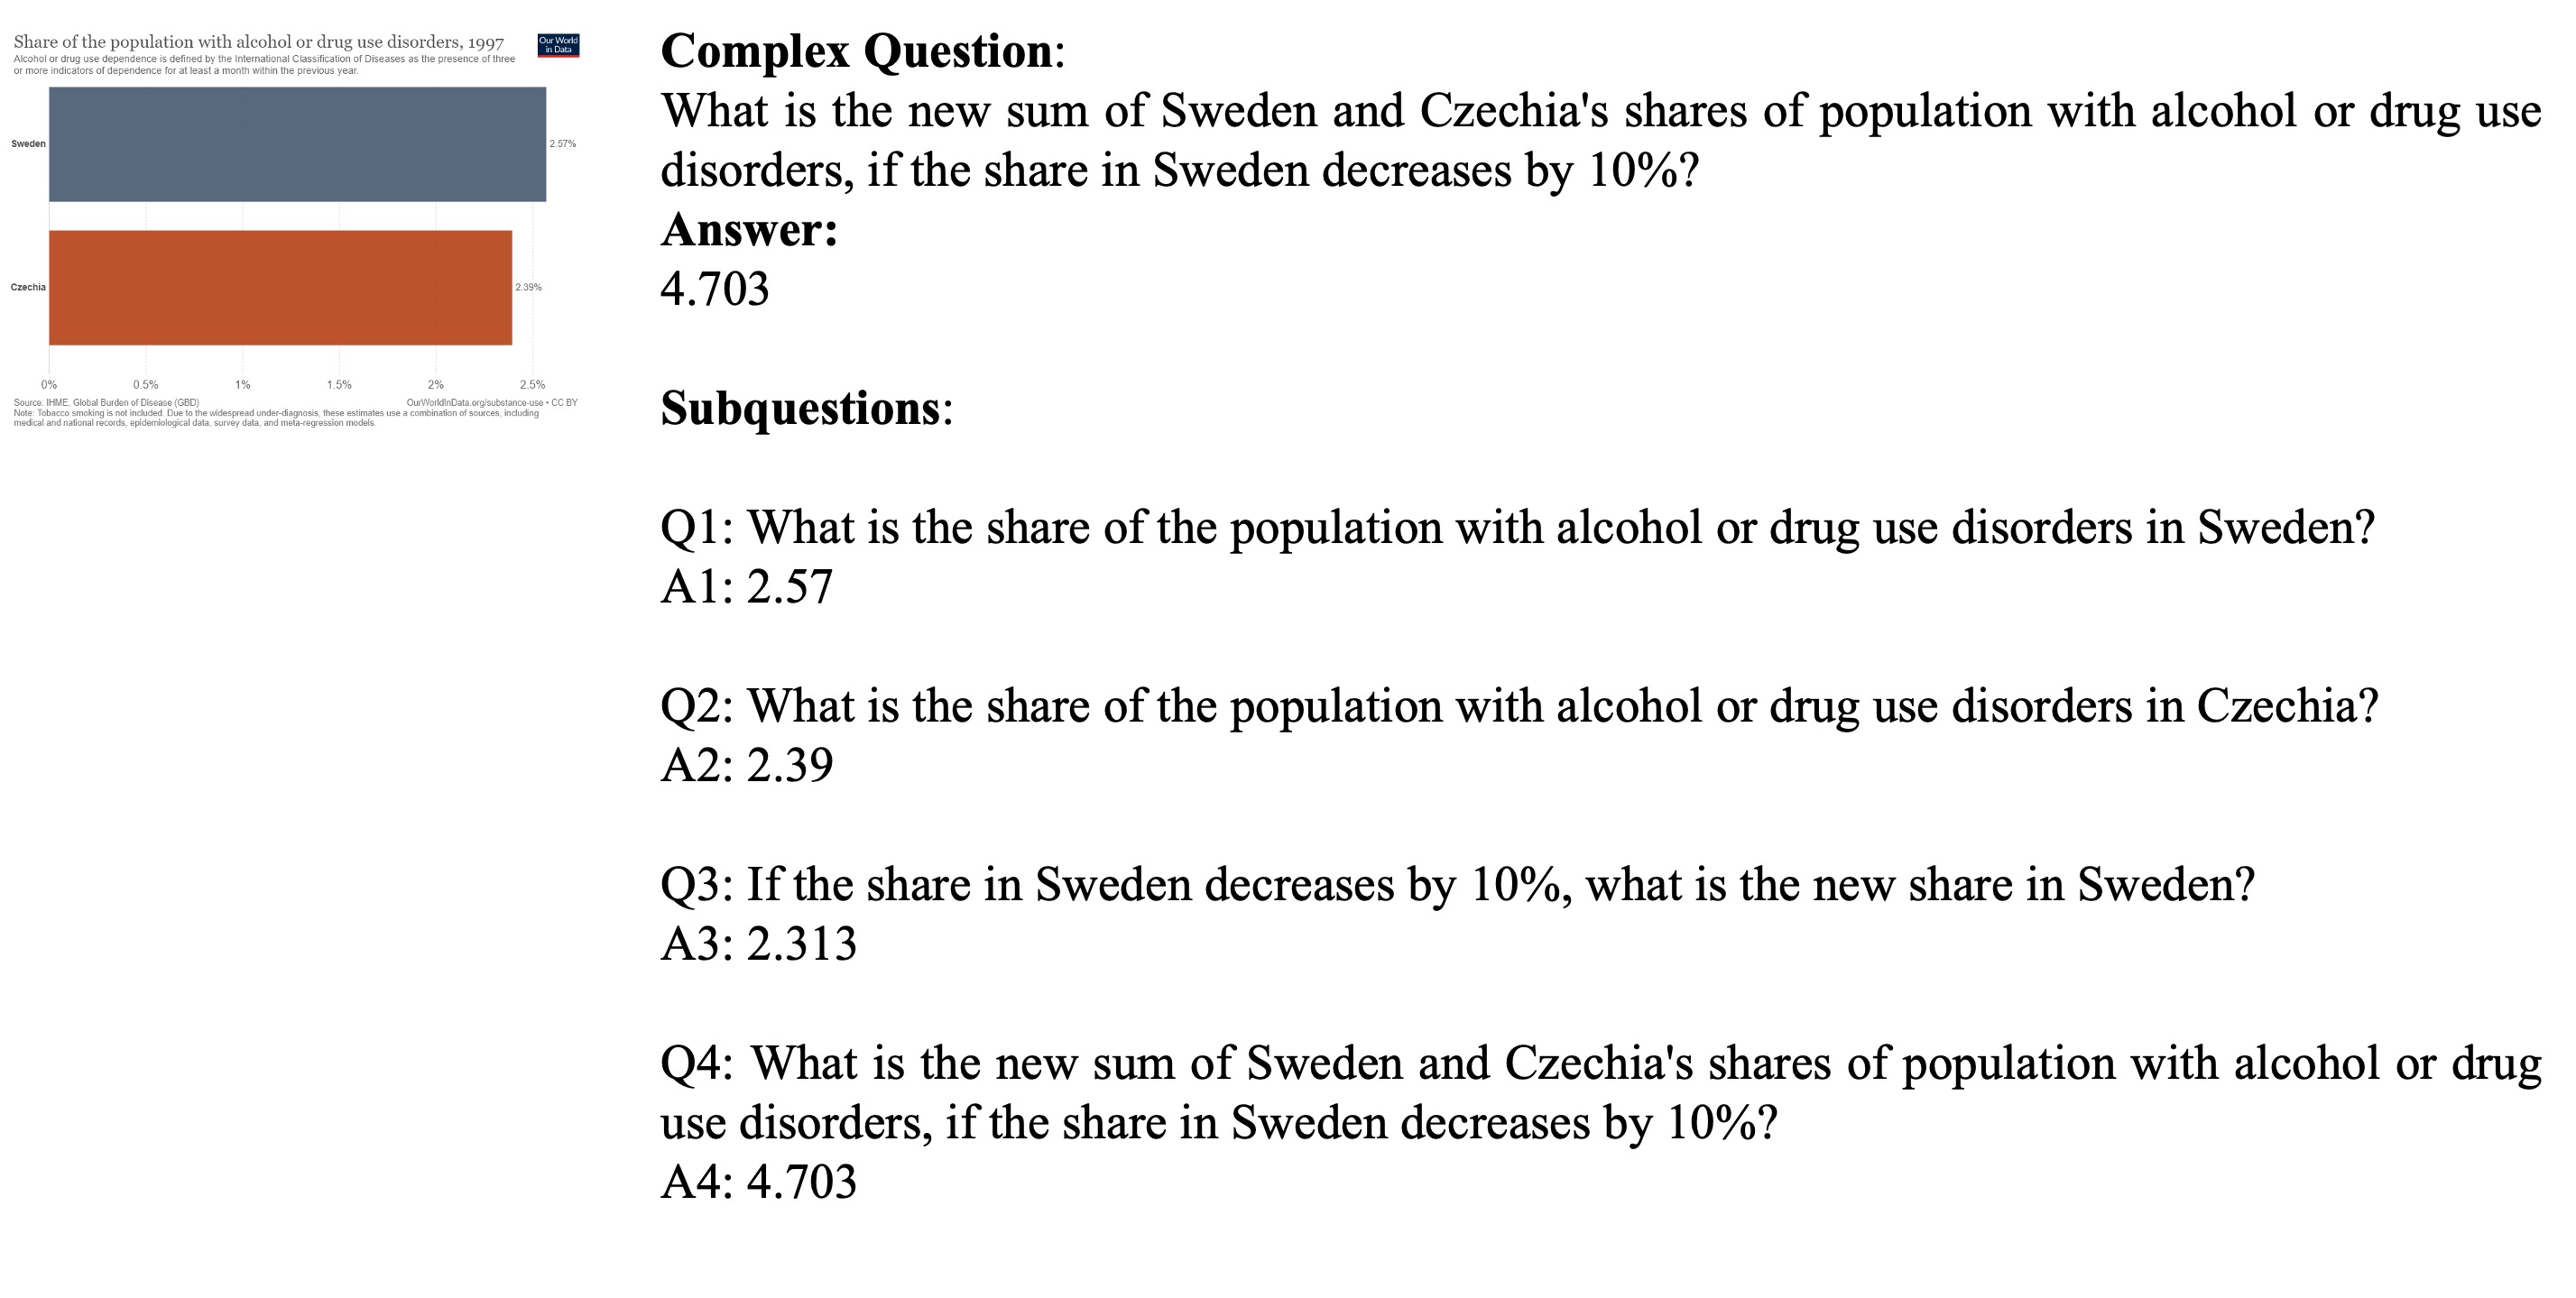 Share of the population with alcohol or drug use disorders, 1997
Our World
in Data
Alcohol or drug use dependence is defined by the International Classification of Diseases as the presence of three
or more indicators of dependence for at least a month within the previous year.
Sweden
2.57%
Czechia
2.39%
0%
0.5%
1%
1.5%
2%
2.5%
Source: IHME, Global Burden of Disease (GBD)
OurWorldInData.org/substance-use • CC BY
Note: Tobacco smoking is not included. Due to the widespread under-diagnosis, these estimates use a combination of sources, including
medical and national records, epidemiological data, survey data, and meta-regression models.
Complex Question:
What is the new sum of Sweden and Czechia's shares of population with alcohol or drug use
disorders, if the share in Sweden decreases by 10%?
Answer:
4.703
Subquestions:
Q1: What is the share of the population with alcohol or drug use disorders in Sweden?
A1: 2.57
Q2: What is the share of the population with alcohol or drug use disorders in Czechia?
A2: 2.39
Q3: If the share in Sweden decreases by 10%, what is the new share in Sweden?
A3: 2.313
Q4: What is the new sum of Sweden and Czechia's shares of population with alcohol or drug
use disorders, if the share in Sweden decreases by 10%?
A4: 4.703